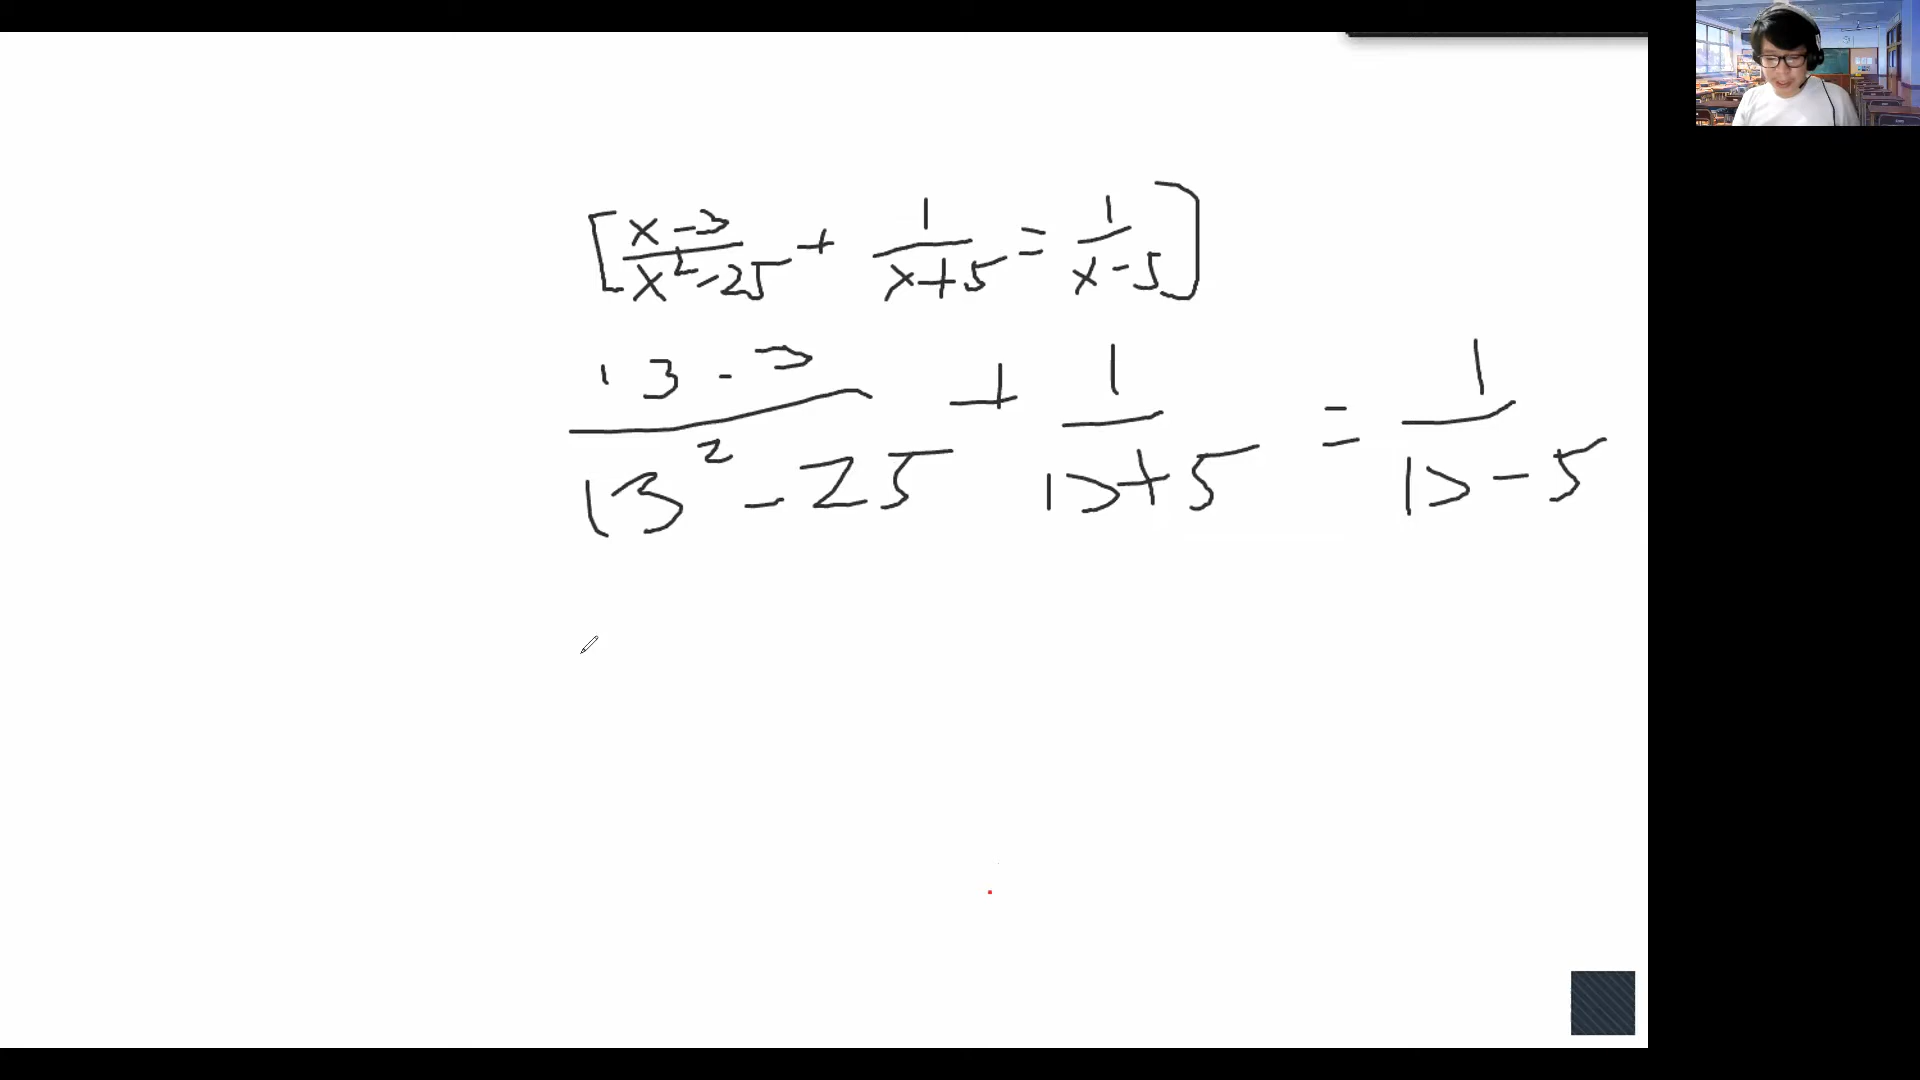 [x-3/x²-25 + 1/x+5 = 1/x-5]
13-3/13²-25 + 1/13+5 = 1/13-5